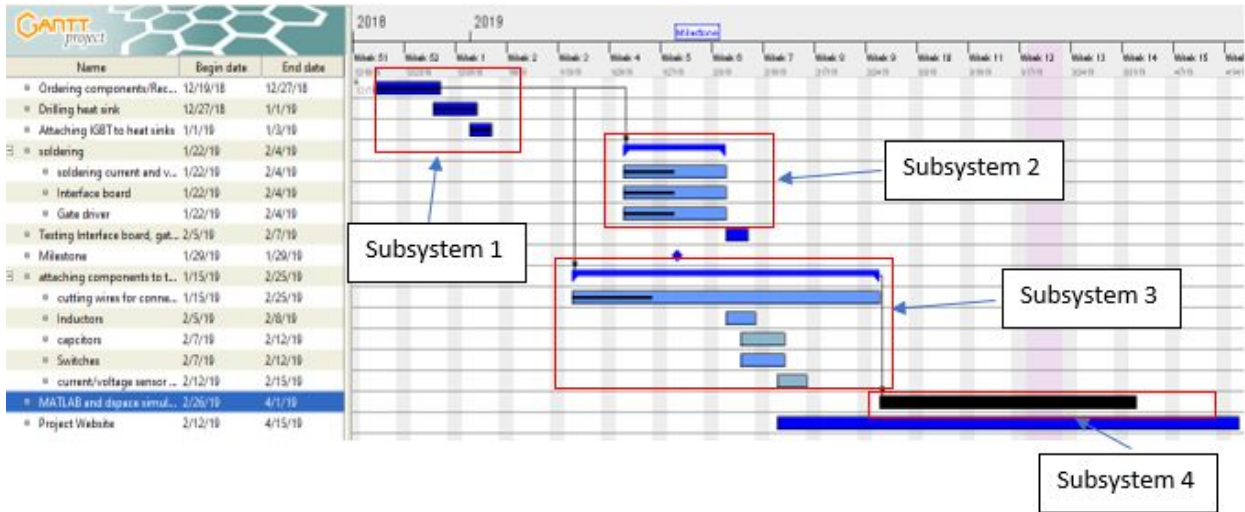 GANTT
project
2018
2019
Milestone
Week 51 Week 52 Week 1 Week 2 Week 3 Week 4 Week 5 Week 6 Week 7 Week 8 Week 9 Week 10 Week 11 Week 12 Week 13 Week 14 Week 15
Name Begin date End date
Ordering components/Rec... 12/19/18 12/27/18
Drilling heat sink 12/27/18 1/1/19
Attaching IGBT to heat sinks 1/1/19 1/3/19
soldering 1/22/19 2/4/19
soldering current and v... 1/22/19 2/4/19
Interface board 1/22/19 2/4/19
Gate driver 1/22/19 2/4/19
Testing Interface board, gat... 2/5/19 2/7/19
Milestone 1/29/19 1/29/19
attaching components to t... 1/15/19 2/25/19
cutting wires for conne... 1/15/19 2/25/19
Inductors 2/5/19 2/8/19
capcitors 2/7/19 2/12/19
Switches 2/7/19 2/12/19
current/voltage sensor ... 2/12/19 2/15/19
MATLAB and dspace simul... 2/26/19 4/1/19
Project Website 2/12/19 4/15/19
Subsystem 1
Subsystem 2
Subsystem 3
Subsystem 4